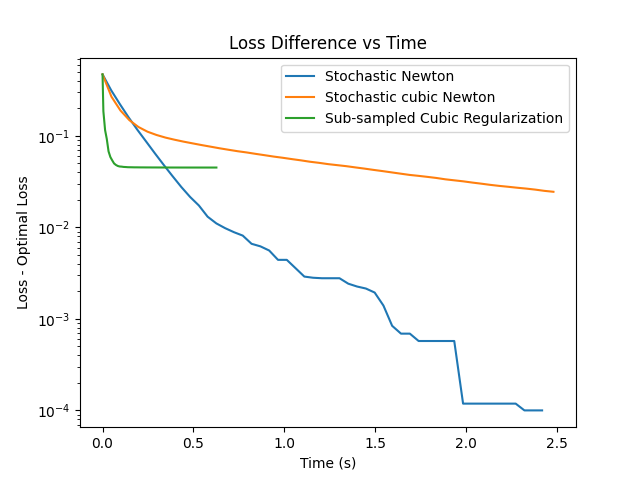 Loss Difference vs Time
Stochastic Newton
Stochastic cubic Newton
Sub-sampled Cubic Regularization
Loss - Optimal Loss
10⁻¹
10⁻²
10⁻³
10⁻⁴
0.0 0.5 1.0 1.5 2.0 2.5
Time (s)